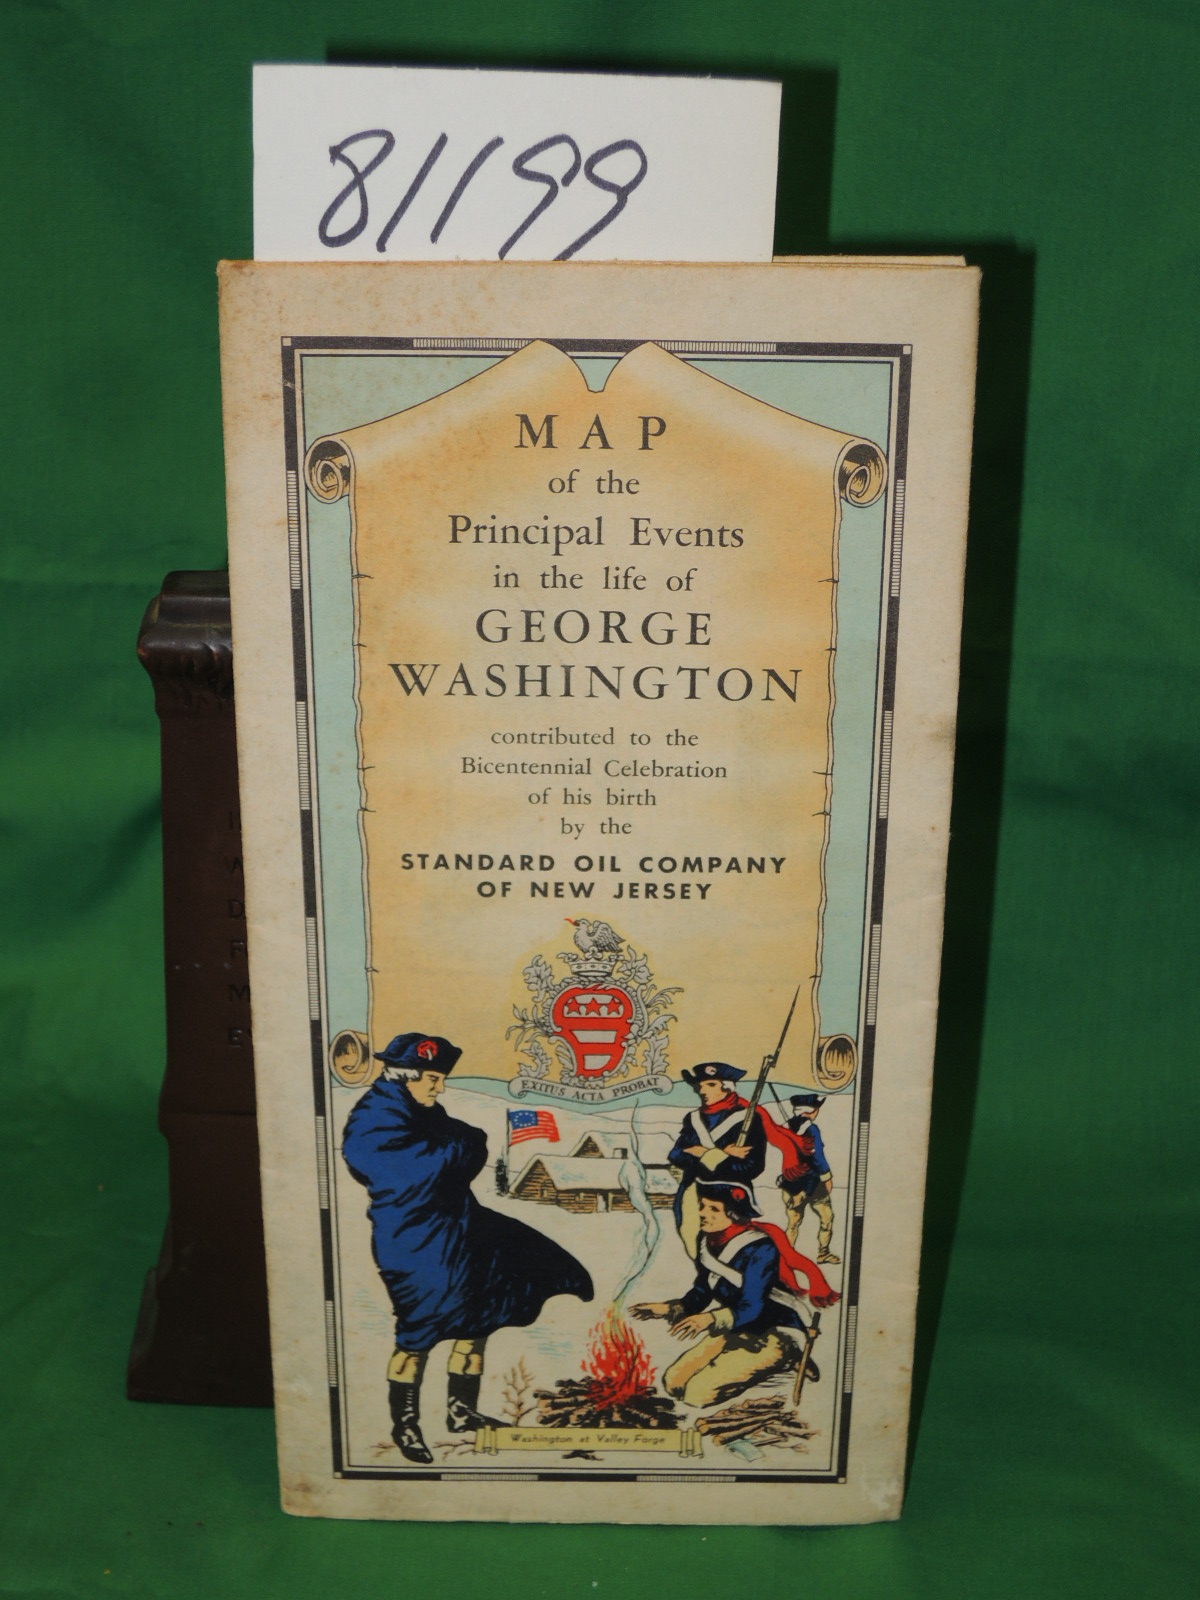 81199
MAP
of the
Principal Events
in the life of
GEORGE
WASHINGTON
contributed to the
Bicentennial Celebration
of his birth
by the
STANDARD OIL COMPANY
OF NEW JERSEY
EXITUS ACTA PROBAT
Washington at Valley Forge